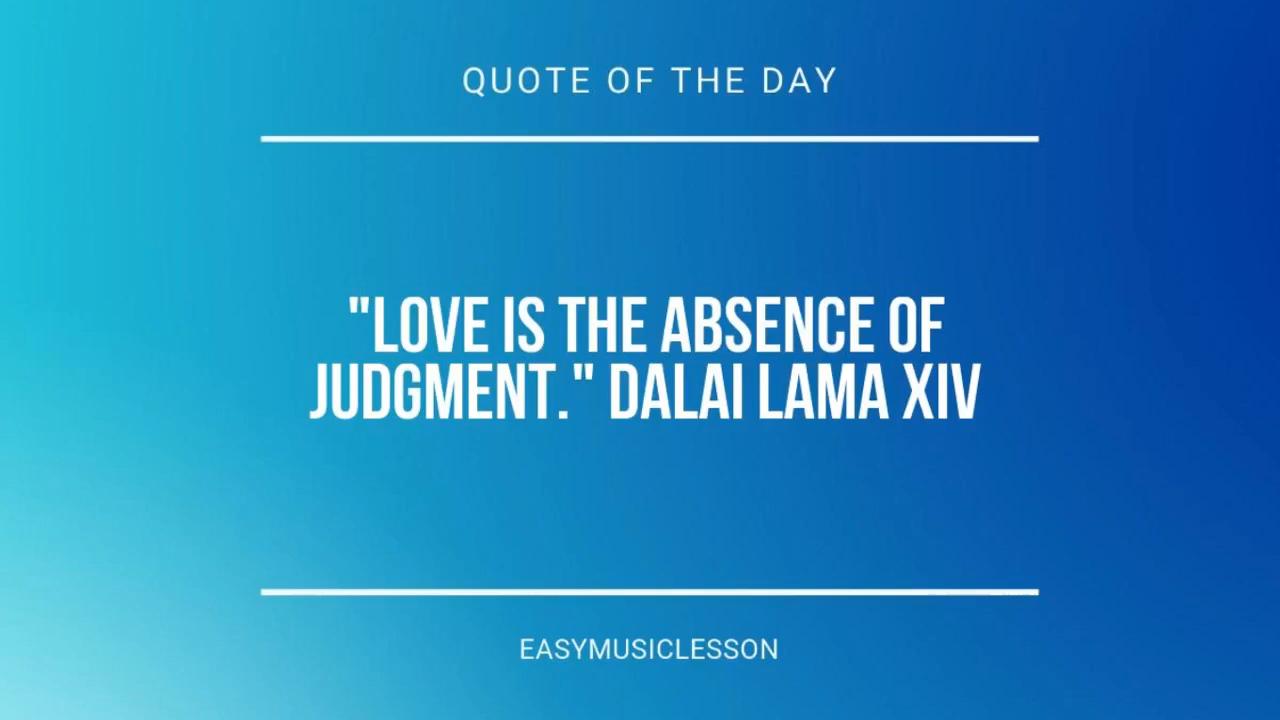 QUOTE OF THE DAY
"LOVE IS THE ABSENCE OF
JUDGMENT." DALAI LAMA XIV
EASYMUSICLESSON